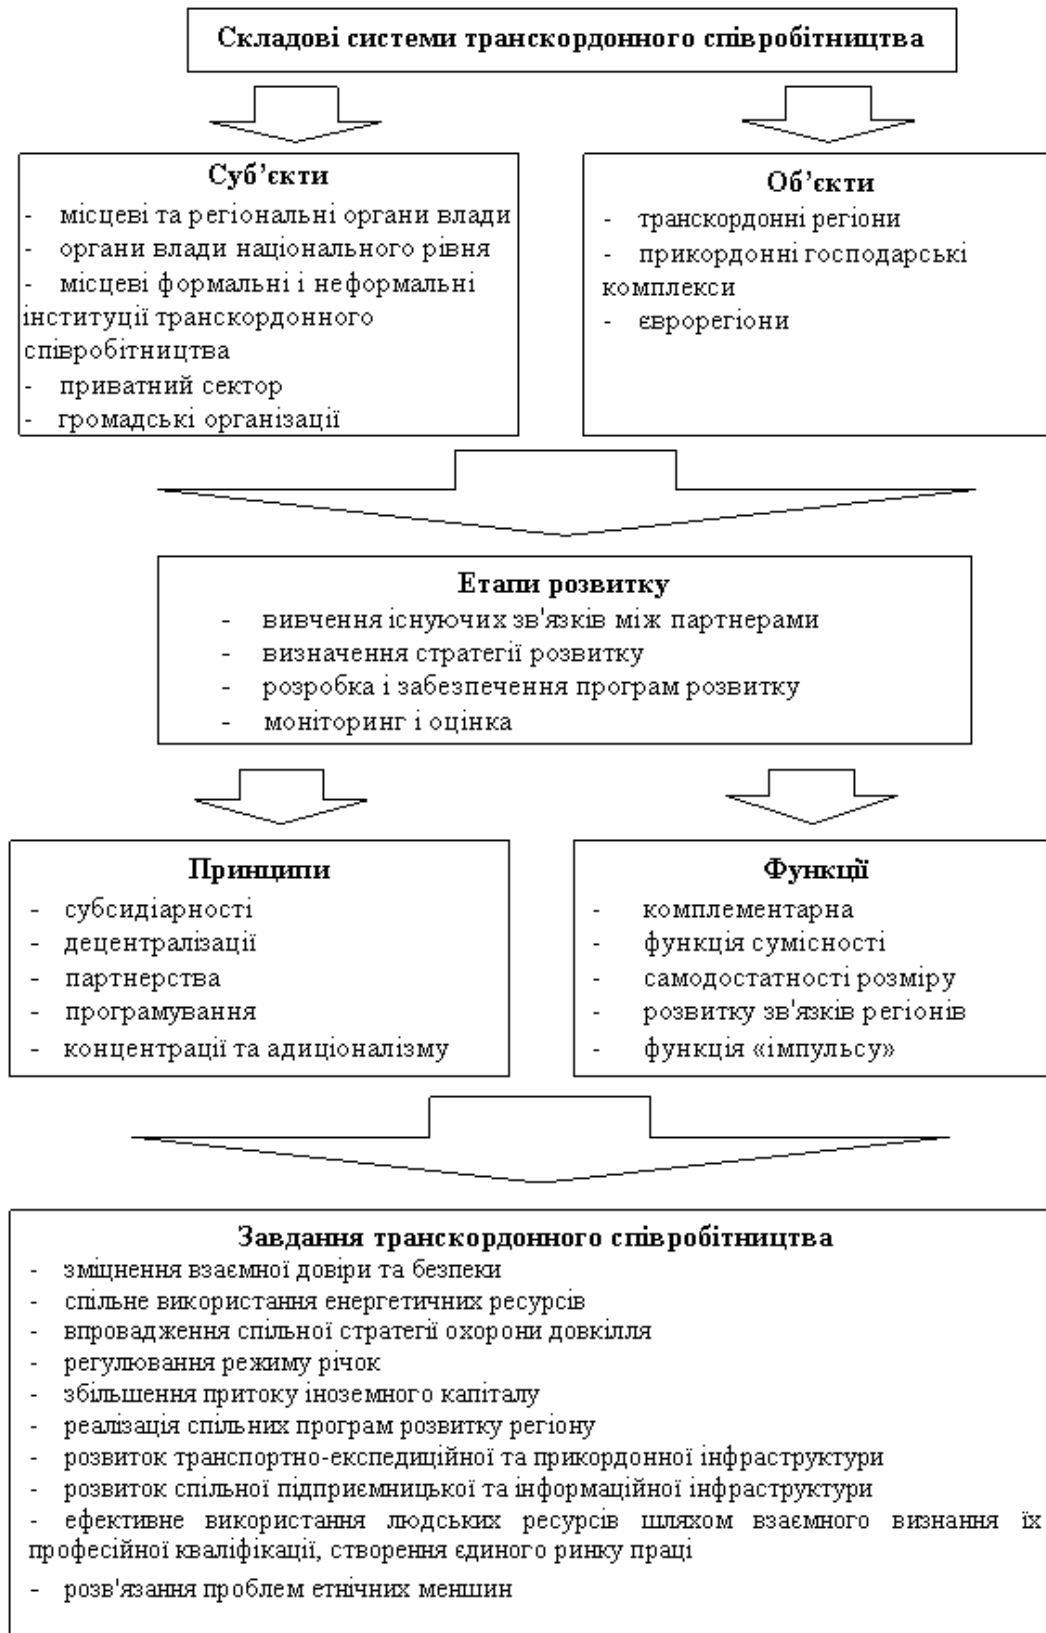 Складові системи транскордонного співробітництва
Суб’єкти
- місцеві та регіональні органи влади
- органи влади національного рівня
- місцеві формальні і неформальні
інституції транскордонного
співробітництва
- приватний сектор
- громадські організації
Об’єкти
- транскордонні регіони
- прикордонні господарські
комплекси
- єврорегіони
Етапи розвитку
- вивчення існуючих зв'язків між партнерами
- визначення стратегії розвитку
- розробка і забезпечення програм розвитку
- моніторинг і оцінка
Принципи
- субсидіарності
- децентралізації
- партнерства
- програмування
- концентрації та адиціоналізму
Функції
- комплементарна
- функція сумісності
- самодостатності розміру
- розвитку зв'язків регіонів
- функція «імпульсу»
Завдання транскордонного співробітництва
- зміцнення взаємної довіри та безпеки
- спільне використання енергетичних ресурсів
- впровадження спільної стратегії охорони довкілля
- регулювання режиму річок
- збільшення притоку іноземного капіталу
- реалізація спільних програм розвитку регіону
- розвиток транспортно-експедиційної та прикордонної інфраструктури
- розвиток спільної підприємницької та інформаційної інфраструктури
- ефективне використання людських ресурсів шляхом взаємного визнання їх
професійної кваліфікації, створення єдиного ринку праці
- розв'язання проблем етнічних меншин